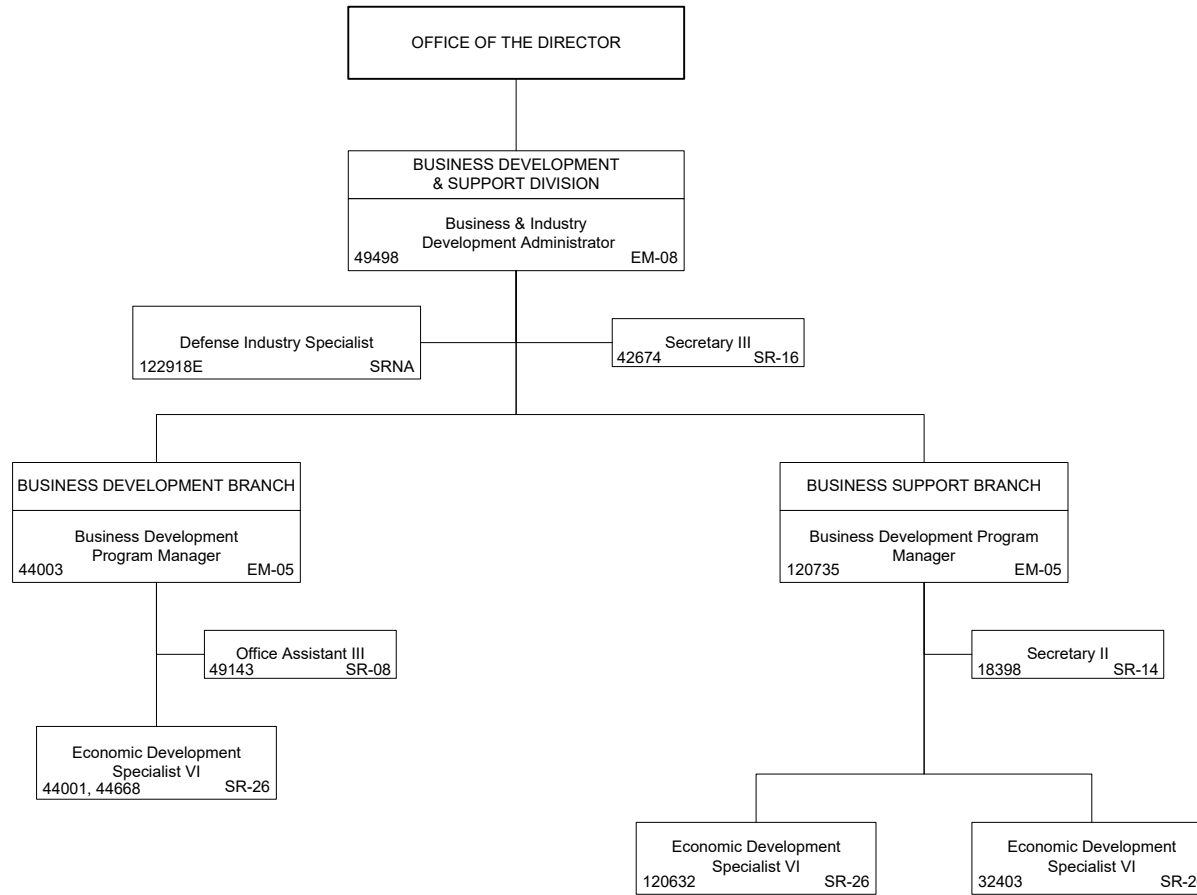 OFFICE OF THE DIRECTOR
BUSINESS DEVELOPMENT
& SUPPORT DIVISION
Business & Industry
Development Administrator
49498 EM-08
Defense Industry Specialist
122918E SRNA
Secretary III
42674 SR-16
BUSINESS DEVELOPMENT BRANCH
Business Development
Program Manager
44003 EM-05
BUSINESS SUPPORT BRANCH
Business Development Program
Manager
120735 EM-05
Office Assistant III
49143 SR-08
Secretary II
18398 SR-14
Economic Development
Specialist VI
44001, 44668 SR-26
Economic Development
Specialist VI
120632 SR-26
Economic Development
Specialist VI
32403